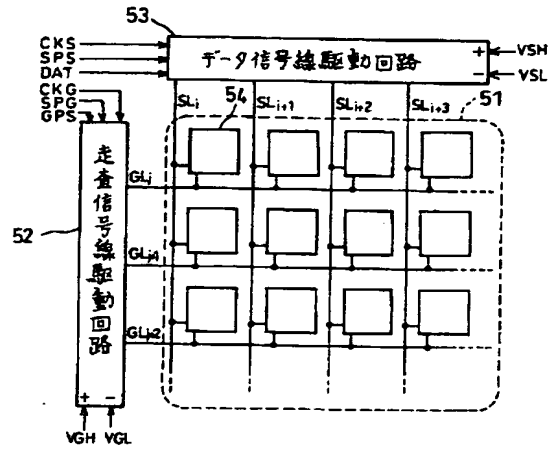 53
CKS
SPS
DAT
データ信号線駆動回路
+
−
VSH
VSL
CKG
SPG
GPS
SLi
SLi+1
SLi+2
SLi+3
54
51
52
走査信号線駆動回路
GLj
GLj+1
GLj+2
+
−
VGH
VGL